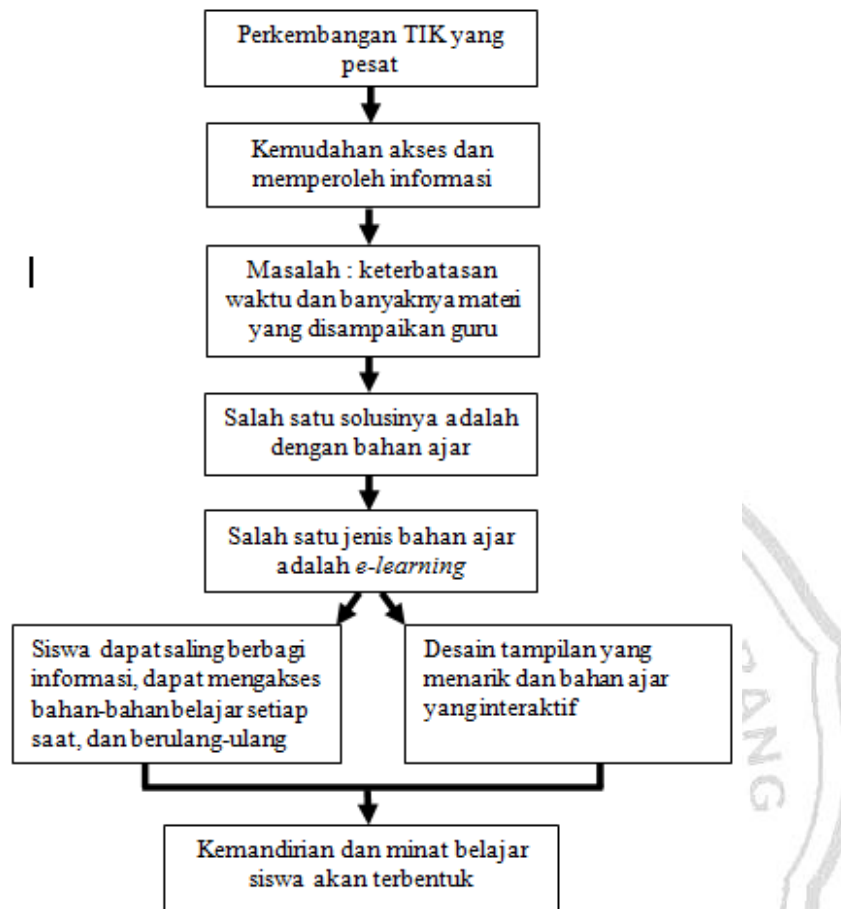 Perkembangan TIK yang
pesat
Kemudahan akses dan
memperoleh informasi
Masalah : keterbatasan
waktu dan banyaknya materi
yang disampaikan guru
Salah satu solusinya adalah
dengan bahan ajar
Salah satu jenis bahan ajar
adalah e-learning
Siswa dapat saling berbagi
informasi, dapat mengakses
bahan-bahan belajar setiap
saat, dan berulang-ulang
Desain tampilan yang
menarik dan bahan ajar
yang interaktif
Kemandirian dan minat belajar
siswa akan terbentuk